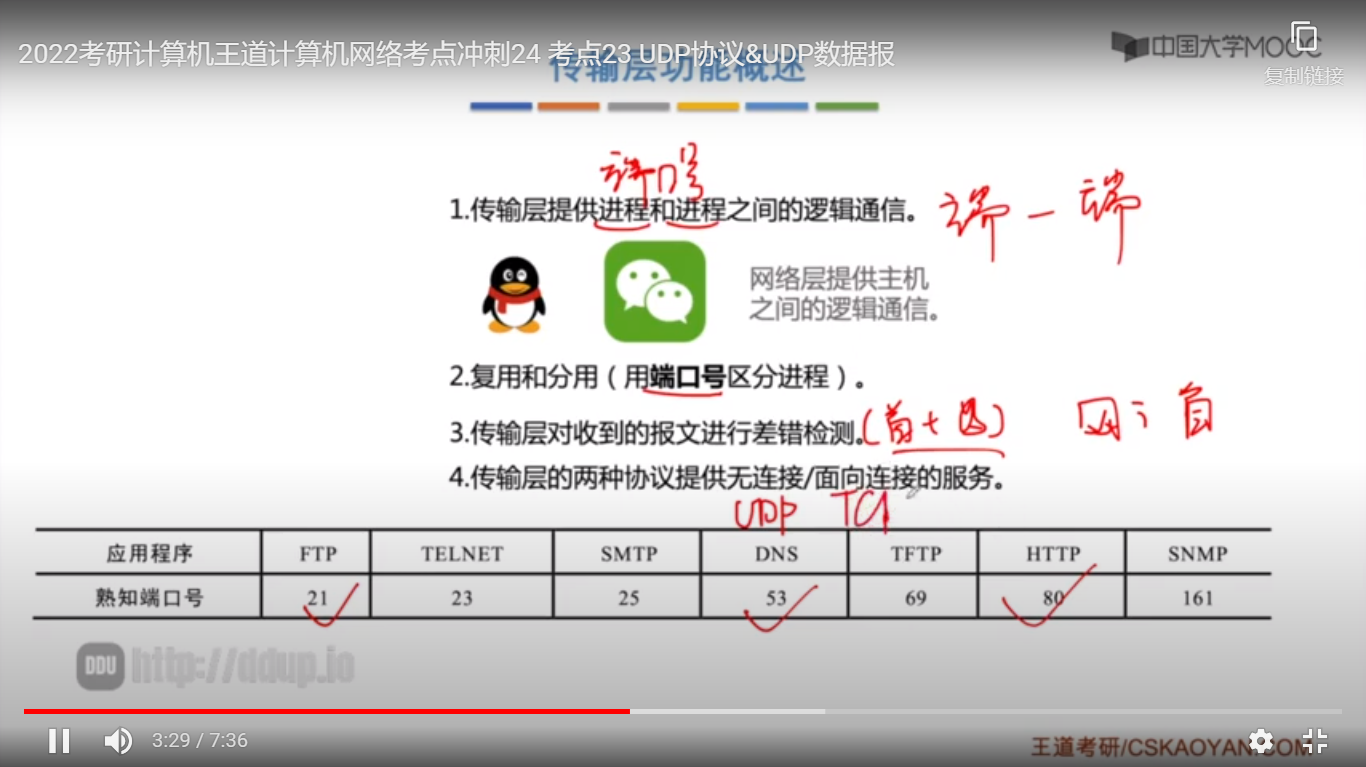 2022考研计算机王道计算机网络考点冲刺24 考点23 UDP协议&UDP数据报
中国大学MOOC
复制链接
传输层功能概述
端口号
1.传输层提供进程和进程之间的逻辑通信。
端一端
网络层提供主机
之间的逻辑通信。
2.复用和分用（用端口号区分进程）。
3.传输层对收到的报文进行差错检测。
4.传输层的两种协议提供无连接/面向连接的服务。
UDP TCP
应用程序 FTP TELNET SMTP DNS TFTP HTTP SNMP
熟知端口号 21 23 25 53 69 80 161
DDU http://ddup.io
3:29 / 7:36
王道考研/CSKAOYAN.COM